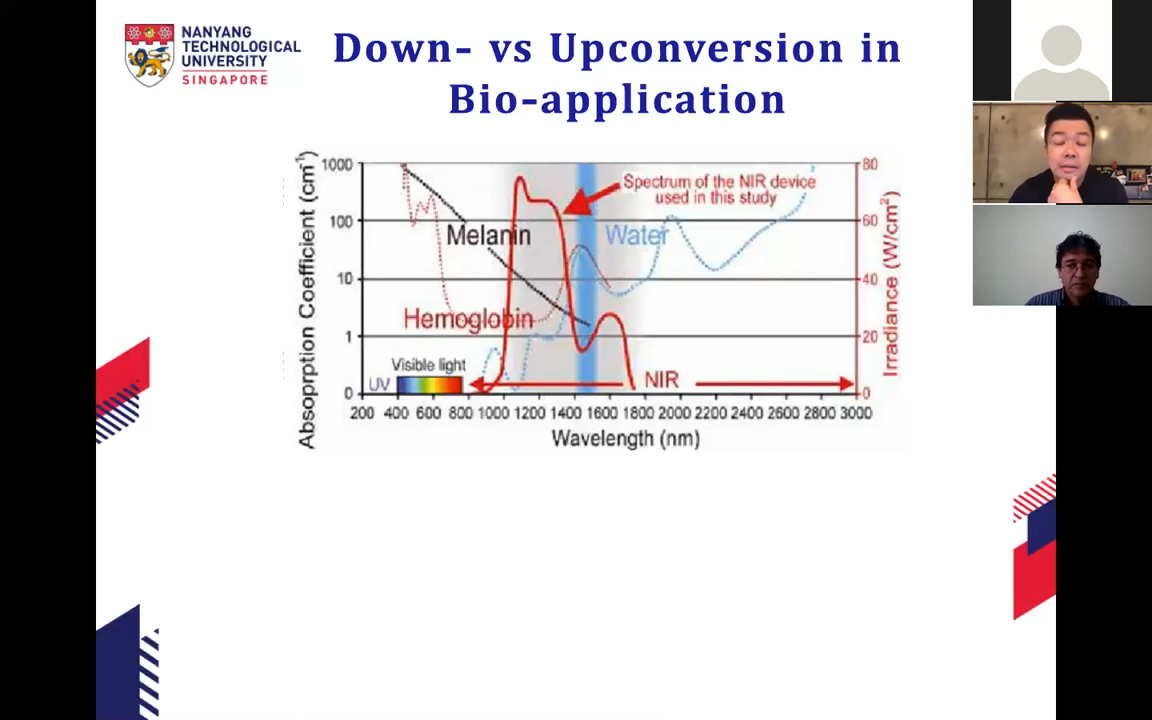 NANYANG
TECHNOLOGICAL
UNIVERSITY
SINGAPORE
Down- vs Upconversion in
Bio-application
Absoprption Coefficient (cm⁻¹)
1000
100
10
1
0
Melanin
Hemoglobin
Water
Spectrum of the NIR device
used in this study
Visible light
UV
NIR
80
60
40
20
0
Irradiance (W/cm²)
200 400 600 800 1000 1200 1400 1600 1800 2000 2200 2400 2600 2800 3000
Wavelength (nm)